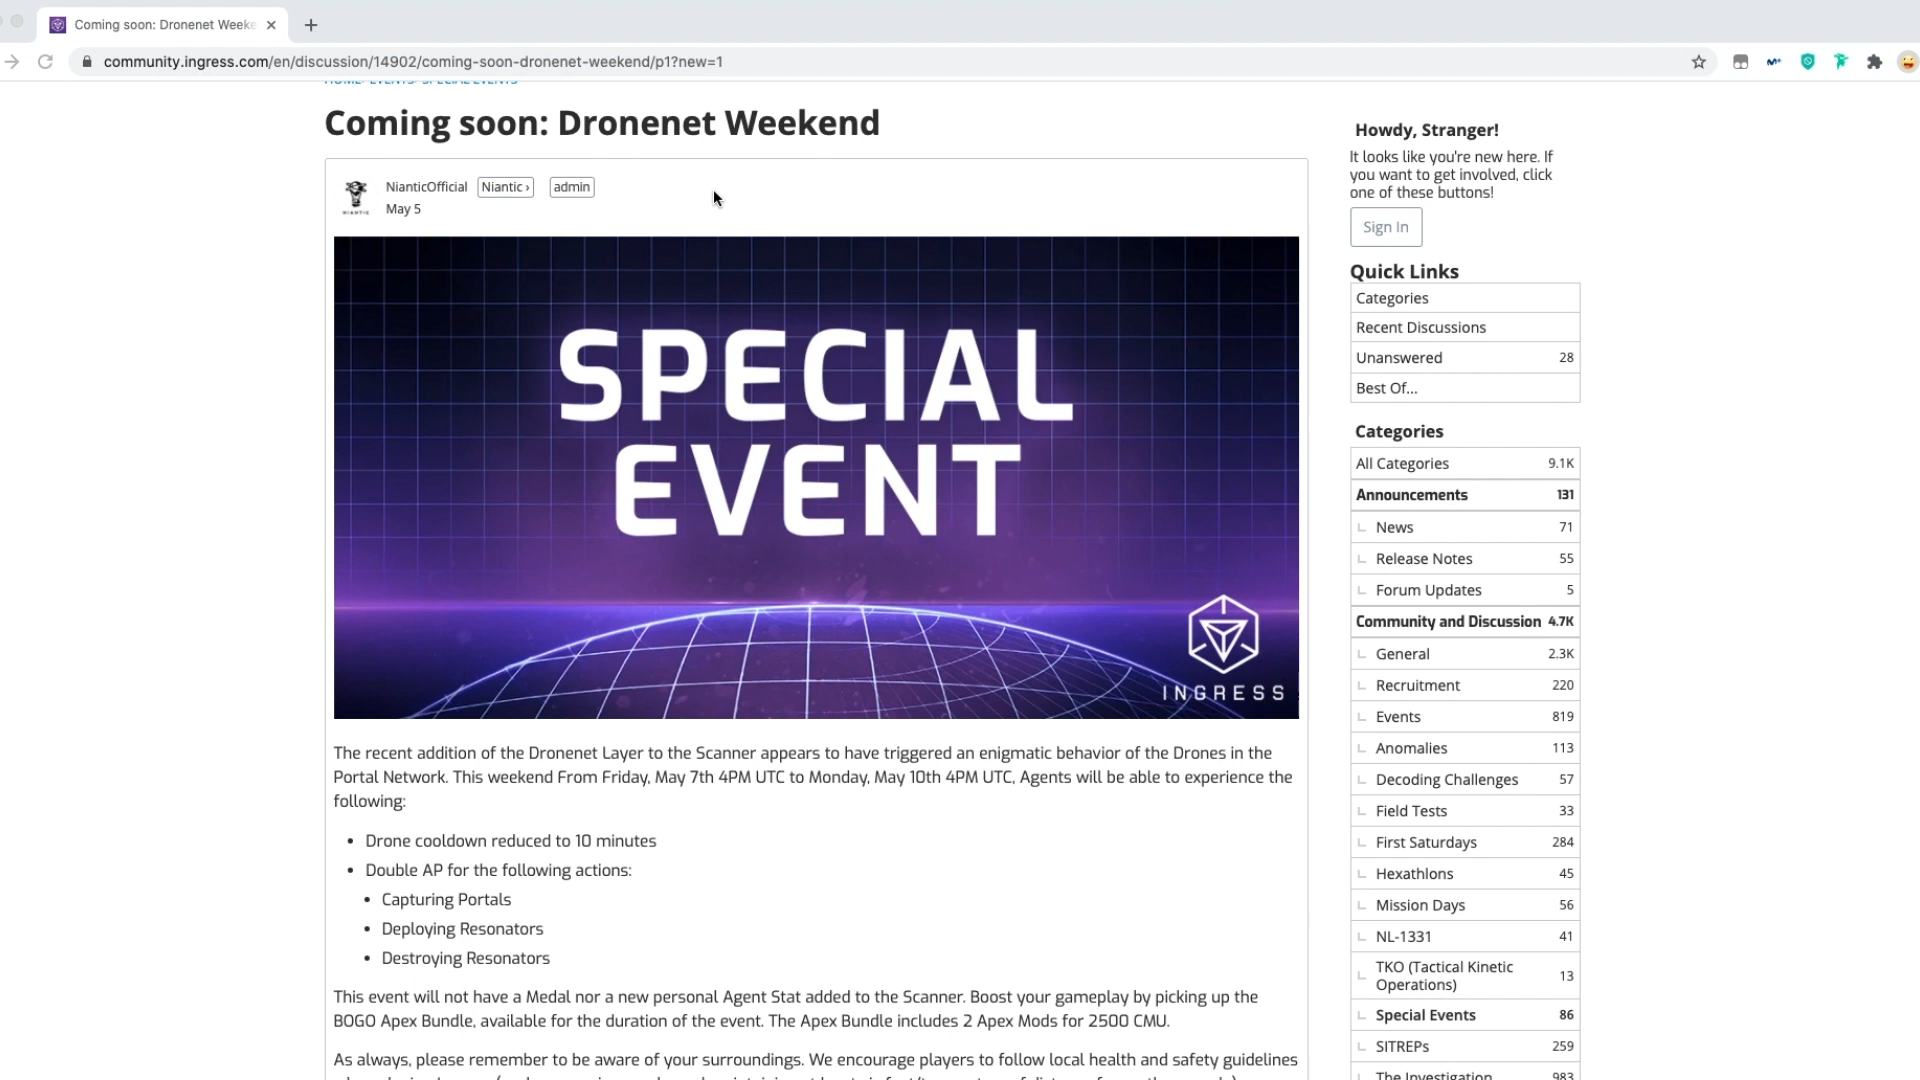 Coming soon: Dronenet Weeke
community.ingress.com/en/discussion/14902/coming-soon-dronenet-weekend/p1?new=1
HOME› EVENTS› SPECIAL EVENTS
Coming soon: Dronenet Weekend
NianticOfficial Niantic › admin
May 5
NIANTIC
SPECIAL
EVENT
INGRESS
The recent addition of the Dronenet Layer to the Scanner appears to have triggered an enigmatic behavior of the Drones in the
Portal Network. This weekend From Friday, May 7th 4PM UTC to Monday, May 10th 4PM UTC, Agents will be able to experience the
following:
• Drone cooldown reduced to 10 minutes
• Double AP for the following actions:
• Capturing Portals
• Deploying Resonators
• Destroying Resonators
This event will not have a Medal nor a new personal Agent Stat added to the Scanner. Boost your gameplay by picking up the
BOGO Apex Bundle, available for the duration of the event. The Apex Bundle includes 2 Apex Mods for 2500 CMU.
As always, please remember to be aware of your surroundings. We encourage players to follow local health and safety guidelines
Howdy, Stranger!
It looks like you're new here. If
you want to get involved, click
one of these buttons!
Sign In
Quick Links
Categories
Recent Discussions
Unanswered 28
Best Of...
Categories
All Categories 9.1K
Announcements 131
News 71
Release Notes 55
Forum Updates 5
Community and Discussion 4.7K
General 2.3K
Recruitment 220
Events 819
Anomalies 113
Decoding Challenges 57
Field Tests 33
First Saturdays 284
Hexathlons 45
Mission Days 56
NL-1331 41
TKO (Tactical Kinetic
Operations) 13
Special Events 86
SITREPs 259
The Investigation 983